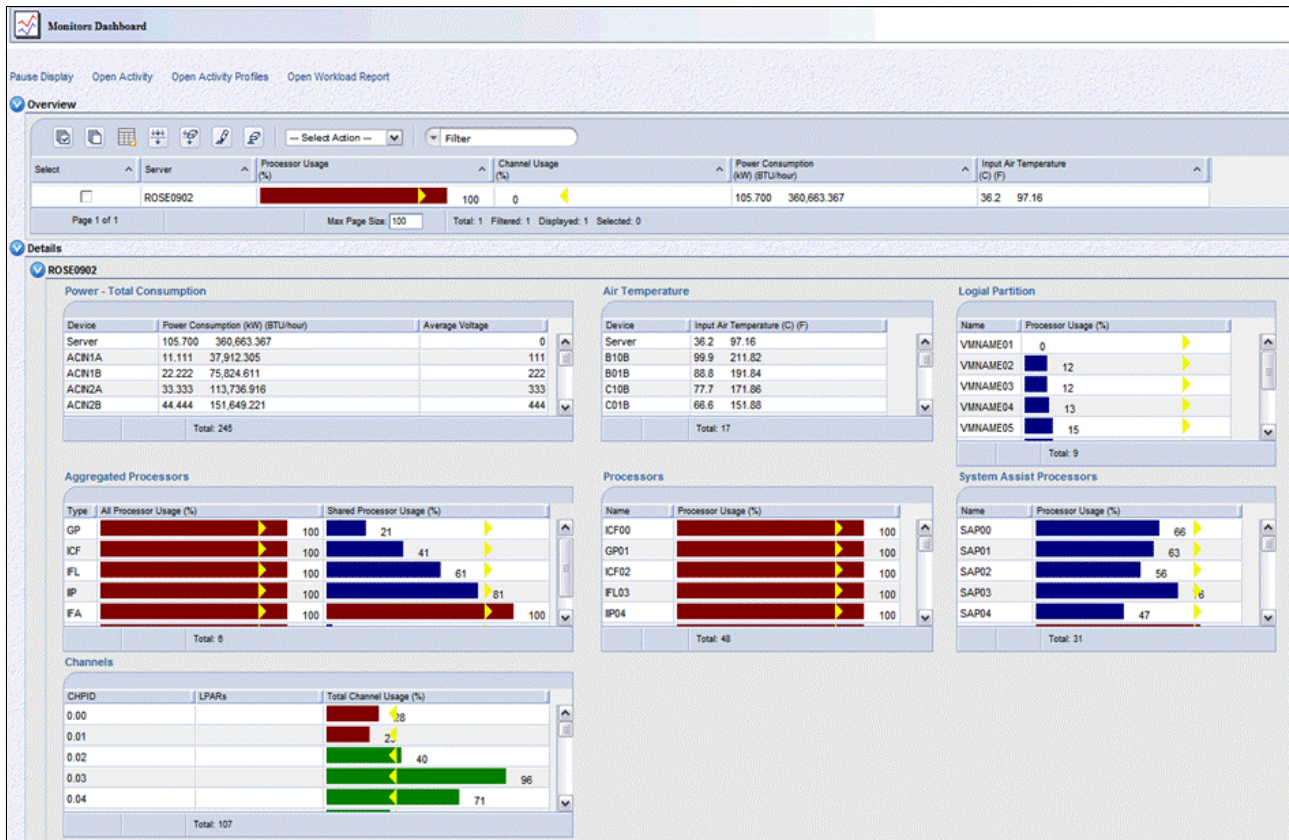 Monitors Dashboard
Pause Display Open Activity Open Activity Profiles Open Workload Report
Overview
--- Select Action --- Filter
Select Server Processor Usage (%) Channel Usage (%) Power Consumption (kW) (BTU/hour) Input Air Temperature (C) (F)
ROSE0902 100 0 105.700 360,663.367 36.2 97.16
Page 1 of 1 Max Page Size: 100 Total: 1 Filtered: 1 Displayed: 1 Selected: 0
Details
ROSE0902
Power - Total Consumption
Device Power Consumption (kW) (BTU/hour) Average Voltage
Server 105.700 360,663.367 0
ACIN1A 11.111 37,912.305 111
ACIN1B 22.222 75,824.611 222
ACIN2A 33.333 113,736.916 333
ACIN2B 44.444 151,649.221 444
Total: 245
Air Temperature
Device Input Air Temperature (C) (F)
Server 36.2 97.16
B10B 99.9 211.82
B01B 88.8 191.84
C10B 77.7 171.86
C01B 66.6 151.88
Total: 17
Logial Partition
Name Processor Usage (%)
VMNAME01 0
VMNAME02 12
VMNAME03 12
VMNAME04 13
VMNAME05 15
Total: 9
Aggregated Processors
Type All Processor Usage (%) Shared Processor Usage (%)
GP 100 21
ICF 100 41
IFL 100 61
IIP 100 81
IFA 100 100
Total: 6
Processors
Name Processor Usage (%)
ICF00 100
GP01 100
ICF02 100
IFL03 100
IIP04 100
Total: 48
System Assist Processors
Name Processor Usage (%)
SAP00 66
SAP01 63
SAP02 56
SAP03
SAP04 47
Total: 31
Channels
CHPID LPARs Total Channel Usage (%)
0.00 28
0.01
0.02 40
0.03 96
0.04 71
Total: 107